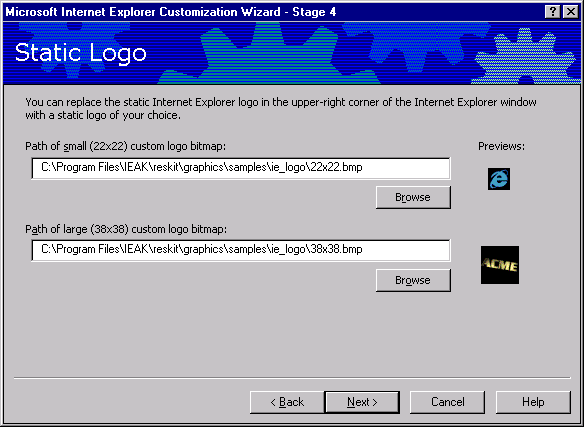 Microsoft Internet Explorer Customization Wizard - Stage 4
Static Logo
You can replace the static Internet Explorer logo in the upper-right corner of the Internet Explorer window
with a static logo of your choice.
Path of small (22x22) custom logo bitmap:
Previews:
C:\Program Files\IEAK\reskit\graphics\samples\ie_logo\22x22.bmp
Browse
Path of large (38x38) custom logo bitmap:
C:\Program Files\IEAK\reskit\graphics\samples\ie_logo\38x38.bmp
ACME
Browse
< Back
Next >
Cancel
Help